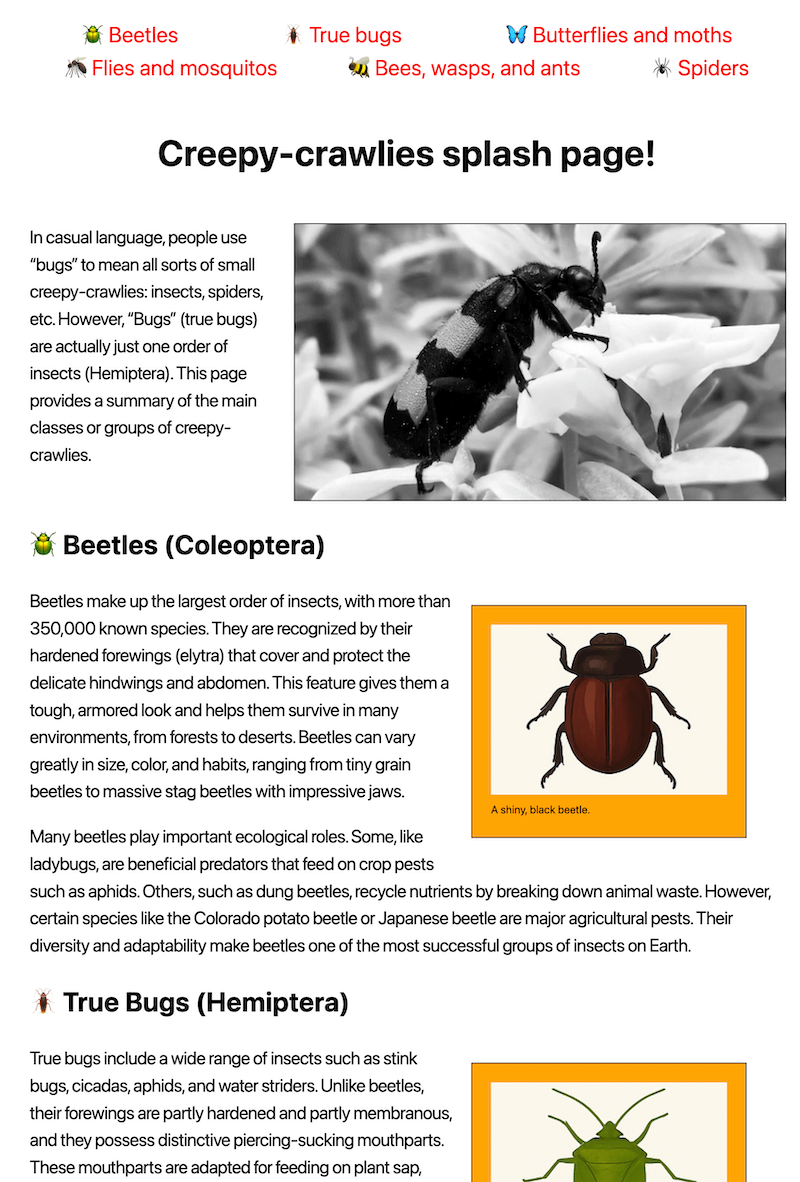 Beetles True bugs Butterflies and moths
Flies and mosquitos Bees, wasps, and ants Spiders
Creepy-crawlies splash page!
In casual language, people use
“bugs” to mean all sorts of small
creepy-crawlies: insects, spiders,
etc. However, “Bugs” (true bugs)
are actually just one order of
insects (Hemiptera). This page
provides a summary of the main
classes or groups of creepy-
crawlies.
Beetles (Coleoptera)
Beetles make up the largest order of insects, with more than
350,000 known species. They are recognized by their
hardened forewings (elytra) that cover and protect the
delicate hindwings and abdomen. This feature gives them a
tough, armored look and helps them survive in many
environments, from forests to deserts. Beetles can vary
greatly in size, color, and habits, ranging from tiny grain
beetles to massive stag beetles with impressive jaws.
A shiny, black beetle.
Many beetles play important ecological roles. Some, like
ladybugs, are beneficial predators that feed on crop pests
such as aphids. Others, such as dung beetles, recycle nutrients by breaking down animal waste. However,
certain species like the Colorado potato beetle or Japanese beetle are major agricultural pests. Their
diversity and adaptability make beetles one of the most successful groups of insects on Earth.
True Bugs (Hemiptera)
True bugs include a wide range of insects such as stink
bugs, cicadas, aphids, and water striders. Unlike beetles,
their forewings are partly hardened and partly membranous,
and they possess distinctive piercing-sucking mouthparts.
These mouthparts are adapted for feeding on plant sap,